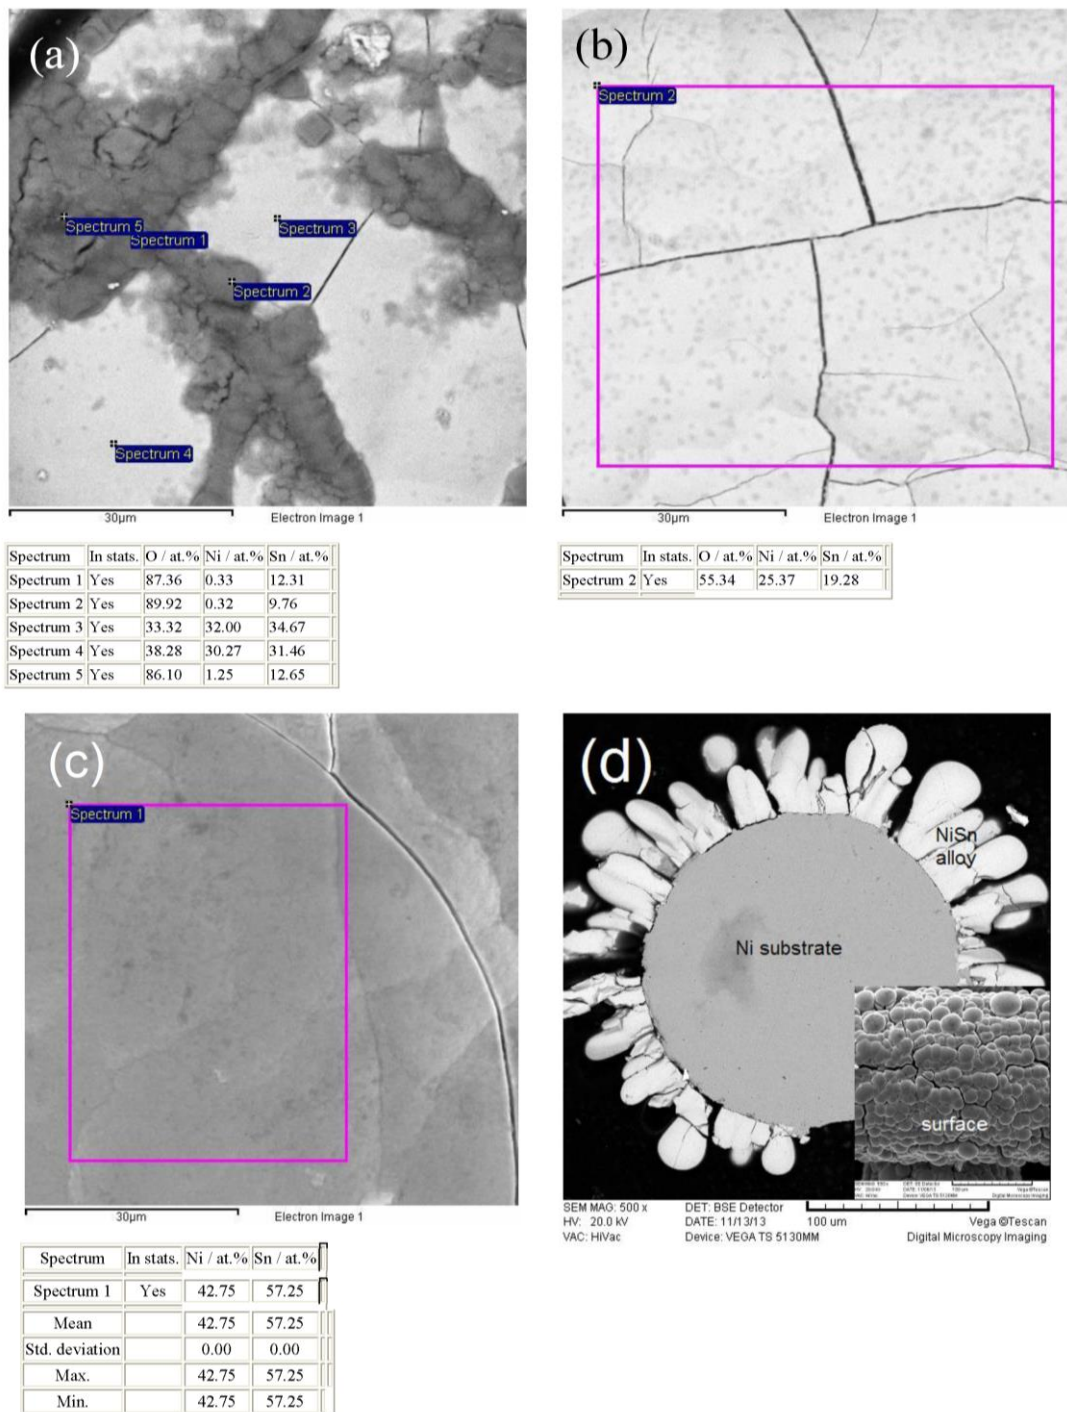 (a)
Spectrum 5
Spectrum 1
Spectrum 3
Spectrum 2
Spectrum 4
30µm Electron Image 1
Spectrum In stats. O / at.% Ni / at.% Sn / at.%
Spectrum 1 Yes 87.36 0.33 12.31
Spectrum 2 Yes 89.92 0.32 9.76
Spectrum 3 Yes 33.32 32.00 34.67
Spectrum 4 Yes 38.28 30.27 31.46
Spectrum 5 Yes 86.10 1.25 12.65
(b)
Spectrum 2
30µm Electron Image 1
Spectrum In stats. O / at.% Ni / at.% Sn / at.%
Spectrum 2 Yes 55.34 25.37 19.28
(c)
Spectrum 1
30µm Electron Image 1
Spectrum In stats. Ni / at.% Sn / at.%
Spectrum 1 Yes 42.75 57.25
Mean 42.75 57.25
Std. deviation 0.00 0.00
Max. 42.75 57.25
Min. 42.75 57.25
(d)
NiSn
alloy
Ni substrate
surface
SEM MAG: 500 x DET: BSE Detector
HV: 20.0 kV DATE: 11/13/13 100 um Vega ©Tescan
VAC: HiVac Device: VEGA TS 5130MM Digital Microscopy Imaging